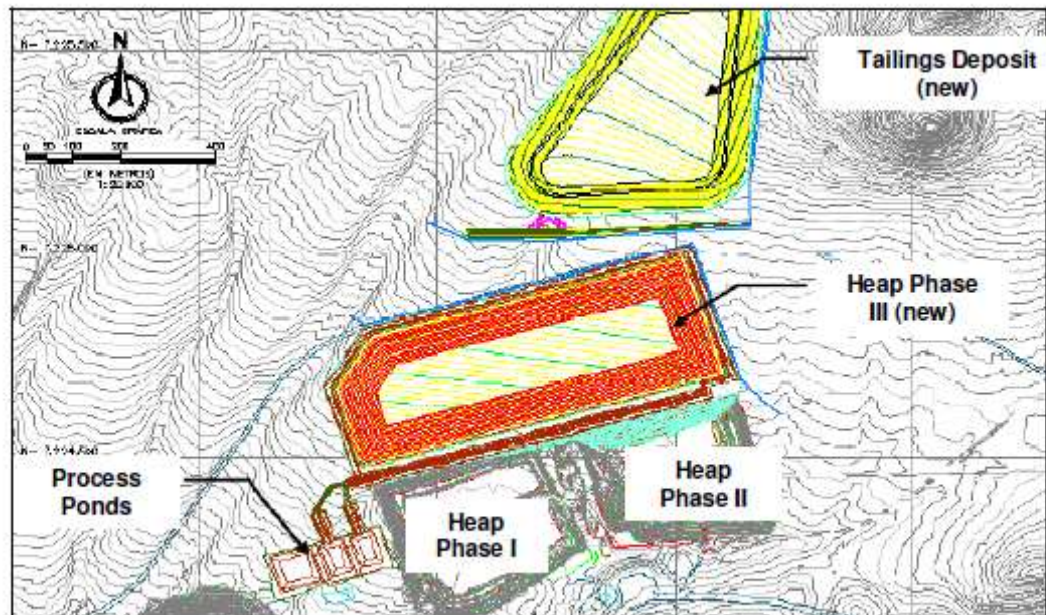 Tailings Deposit
(new)
N
ESCALA GRÁFICA
0 50 100 200 400
(EN METROS)
Heap Phase
III (new)
Process
Ponds
Heap
Phase II
Heap
Phase I